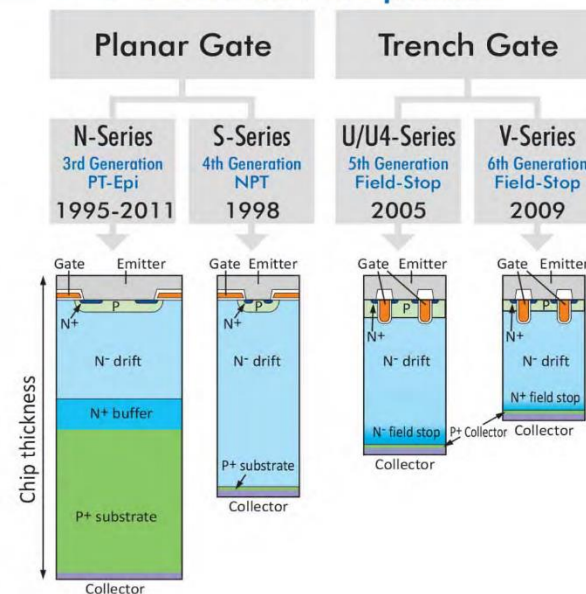 Planar Gate
Trench Gate
N-Series
3rd Generation
PT-Epi
1995-2011
S-Series
4th Generation
NPT
1998
U/U4-Series
5th Generation
Field-Stop
2005
V-Series
6th Generation
Field-Stop
2009
Chip thickness
Gate Emitter
P
N+
N- drift
N+ buffer
P+ substrate
Collector
Gate Emitter
P
N+
N- drift
P+ substrate
Collector
Gate Emitter
P
N+
N- drift
N- field stop
P+ Collector
Collector
Gate Emitter
P
N+
N- drift
N+ field stop
Collector